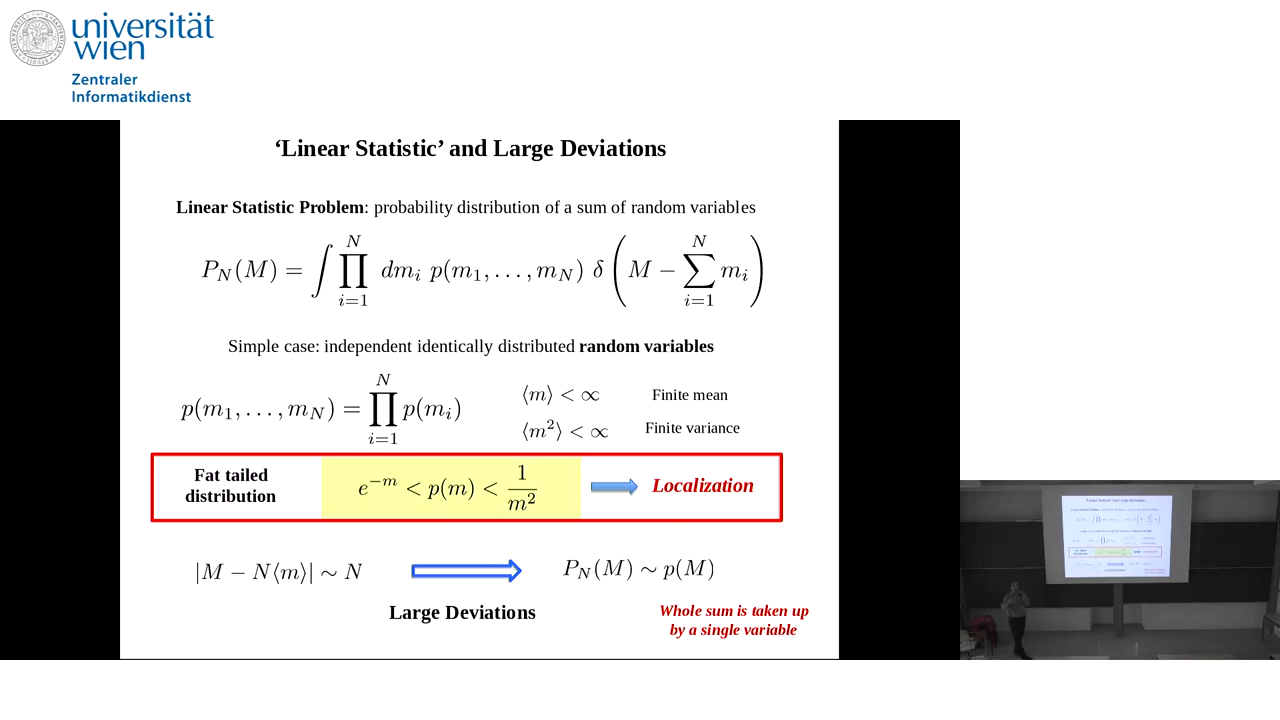 universität
wien
Zentraler
Informatikdienst
‘Linear Statistic’ and Large Deviations
Linear Statistic Problem: probability distribution of a sum of random variables
P_N(M) = ∫ ∏_{i=1}^{N} dm_i p(m_1, . . . , m_N) δ ( M − ∑_{i=1}^{N} m_i )
Simple case: independent identically distributed random variables
p(m_1, . . . , m_N) = ∏_{i=1}^{N} p(m_i)
⟨m⟩ < ∞ Finite mean
⟨m²⟩ < ∞ Finite variance
Fat tailed
distribution
e^{−m} < p(m) < 1/m²
Localization
|M − N⟨m⟩| ∼ N
P_N(M) ∼ p(M)
Large Deviations
Whole sum is taken up
by a single variable